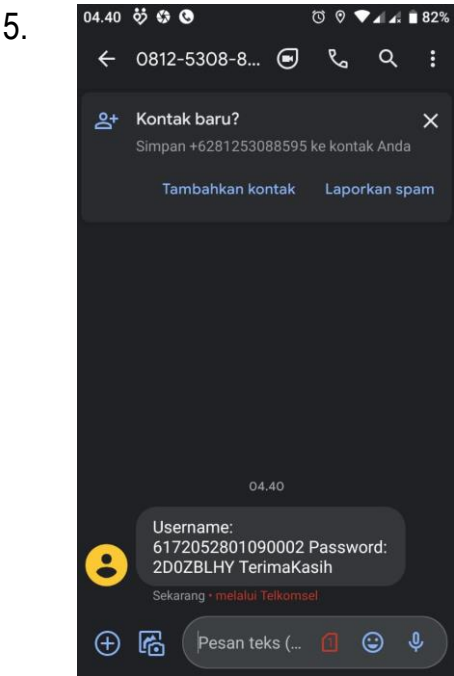 5.
04.40 82%
0812-5308-8...
Kontak baru?
Simpan +6281253088595 ke kontak Anda
Tambahkan kontak Laporkan spam
04.40
Username:
6172052801090002 Password:
2D0ZBLHY TerimaKasih
Sekarang • melalui Telkomsel
Pesan teks (... 1